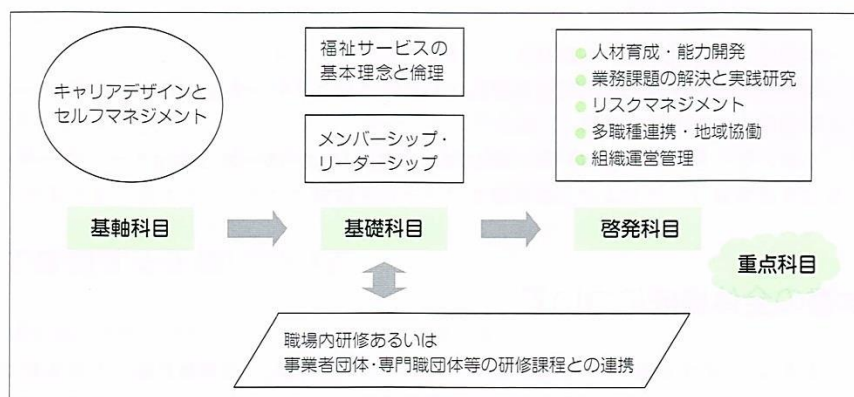 キャリアデザインと
セルフマネジメント
福祉サービスの
基本理念と倫理
メンバーシップ・
リーダーシップ
人材育成・能力開発
業務課題の解決と実践研究
リスクマネジメント
多職種連携・地域協働
組織運営管理
基軸科目
基礎科目
啓発科目
重点科目
職場内研修あるいは
事業者団体・専門職団体等の研修課程との連携